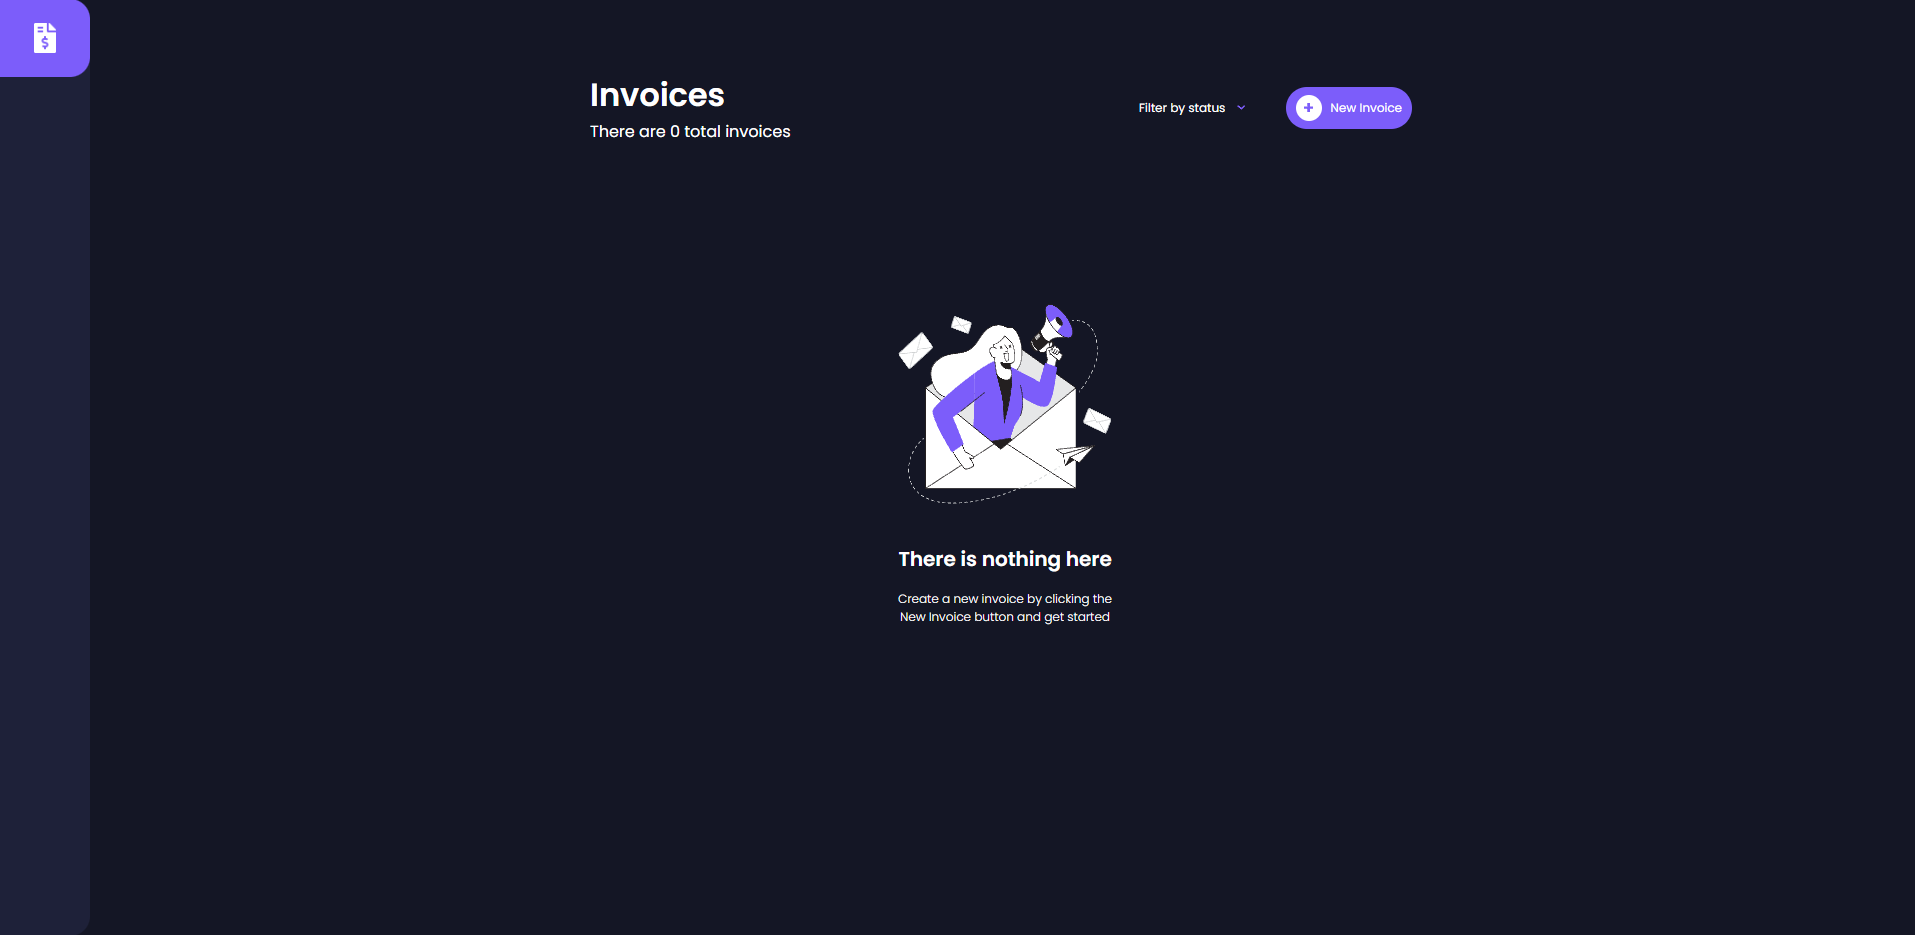 Invoices
There are 0 total invoices
Filter by status
New Invoice
There is nothing here
Create a new invoice by clicking the
New Invoice button and get started